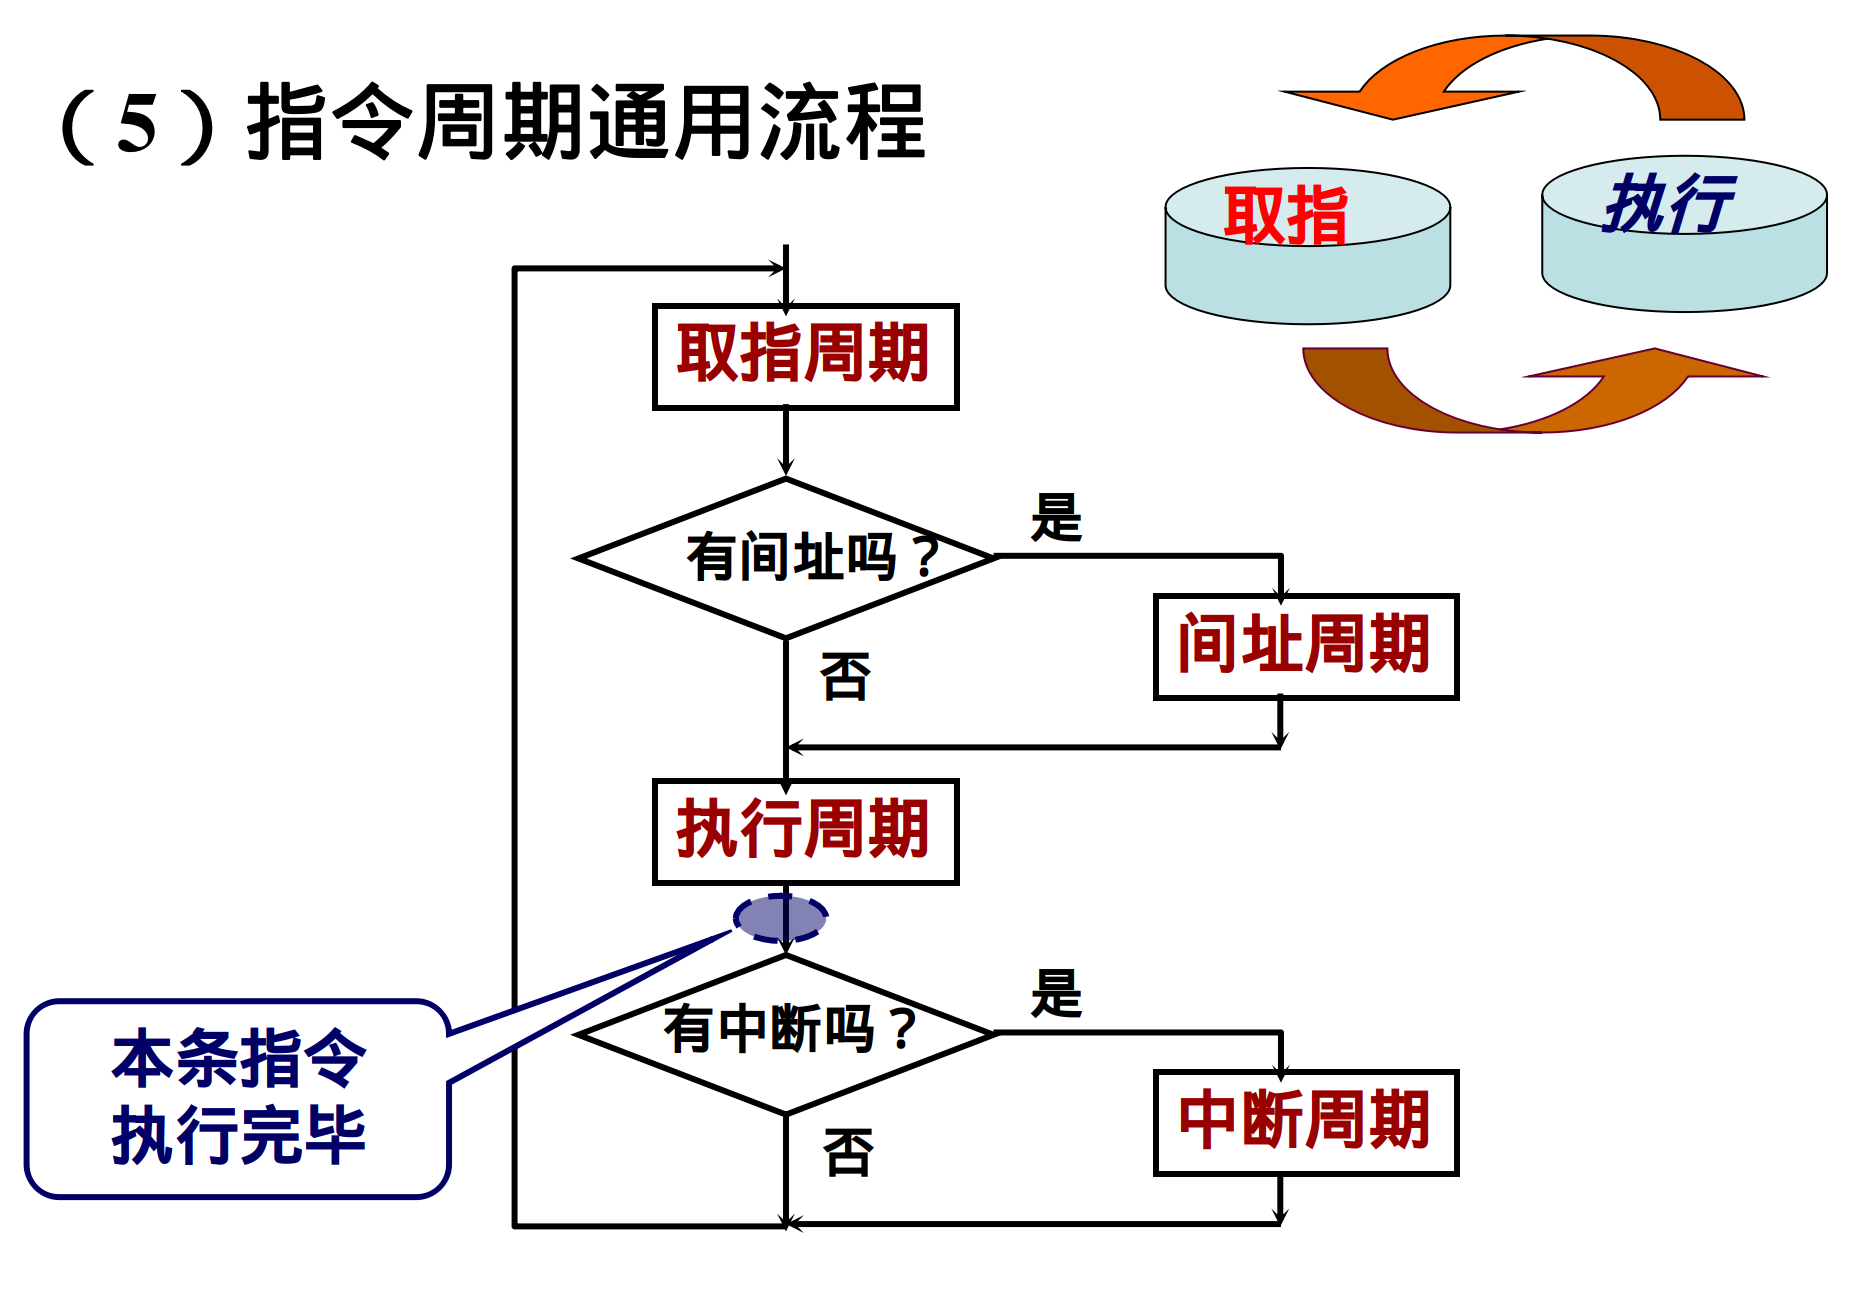 （5）指令周期通用流程
取指
执行
取指周期
有间址吗？
是
间址周期
否
执行周期
有中断吗？
是
本条指令
执行完毕
中断周期
否